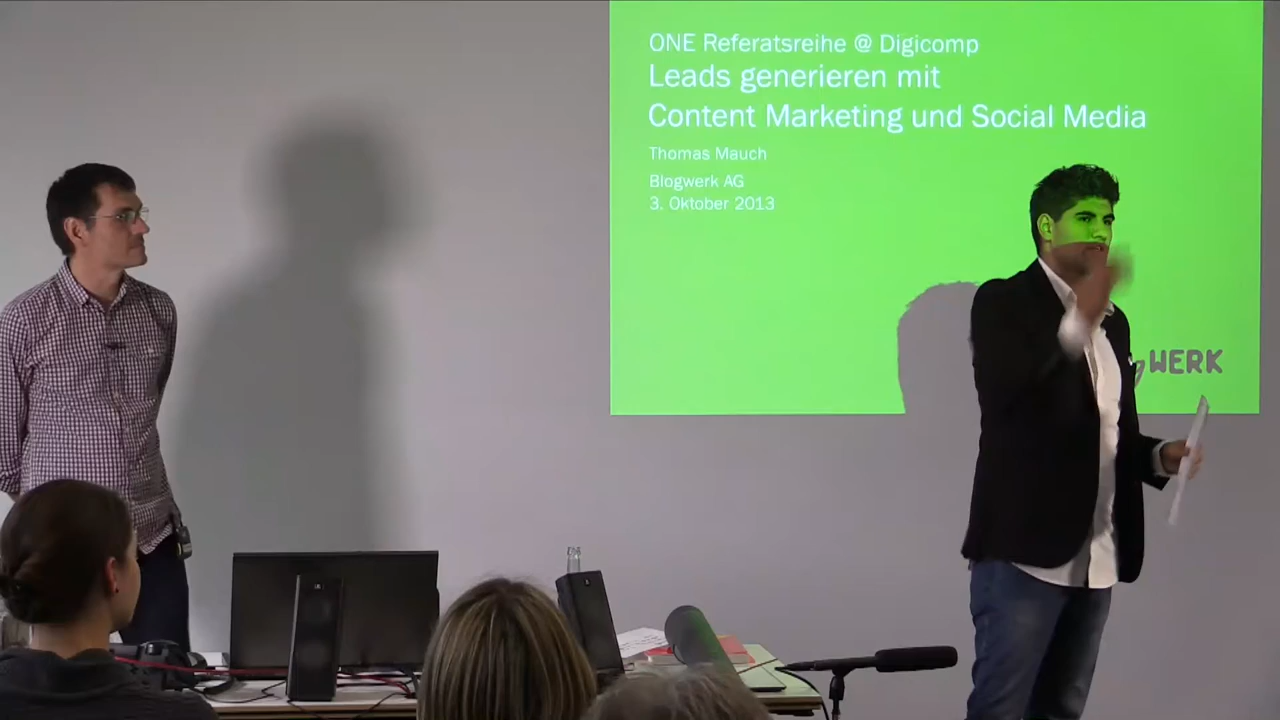 ONE Referatsreihe @ Digicomp
Leads generieren mit
Content Marketing und Social Media
Thomas Mauch
Blogwerk AG
3. Oktober 2013
WERK